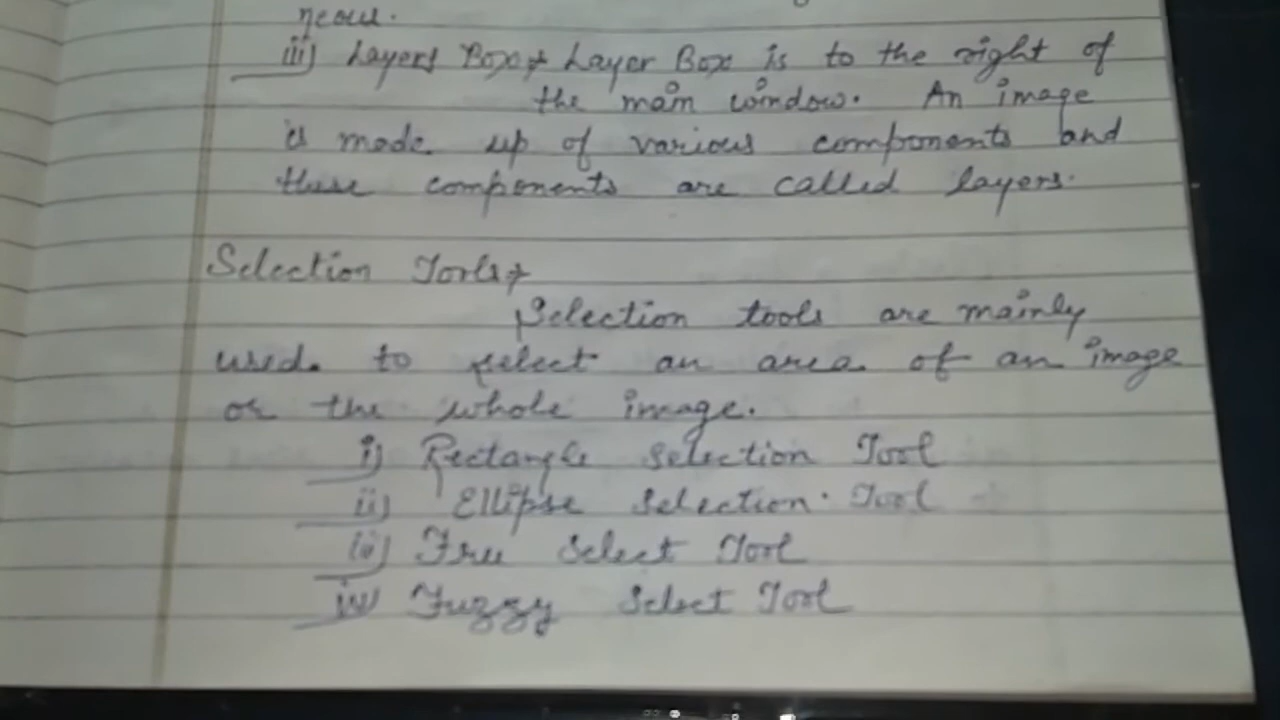 iii) Layers Box→ Layer Box is to the right of
the main window. An image
is made up of various components and
these components are called layers.
Selection Tools→
Selection tools are mainly
used to select an area of an image
or the whole image.
i) Rectangle Selection Tool
ii) Ellipse Selection Tool
iii) Free Select Tool
iv) Fuzzy Select Tool